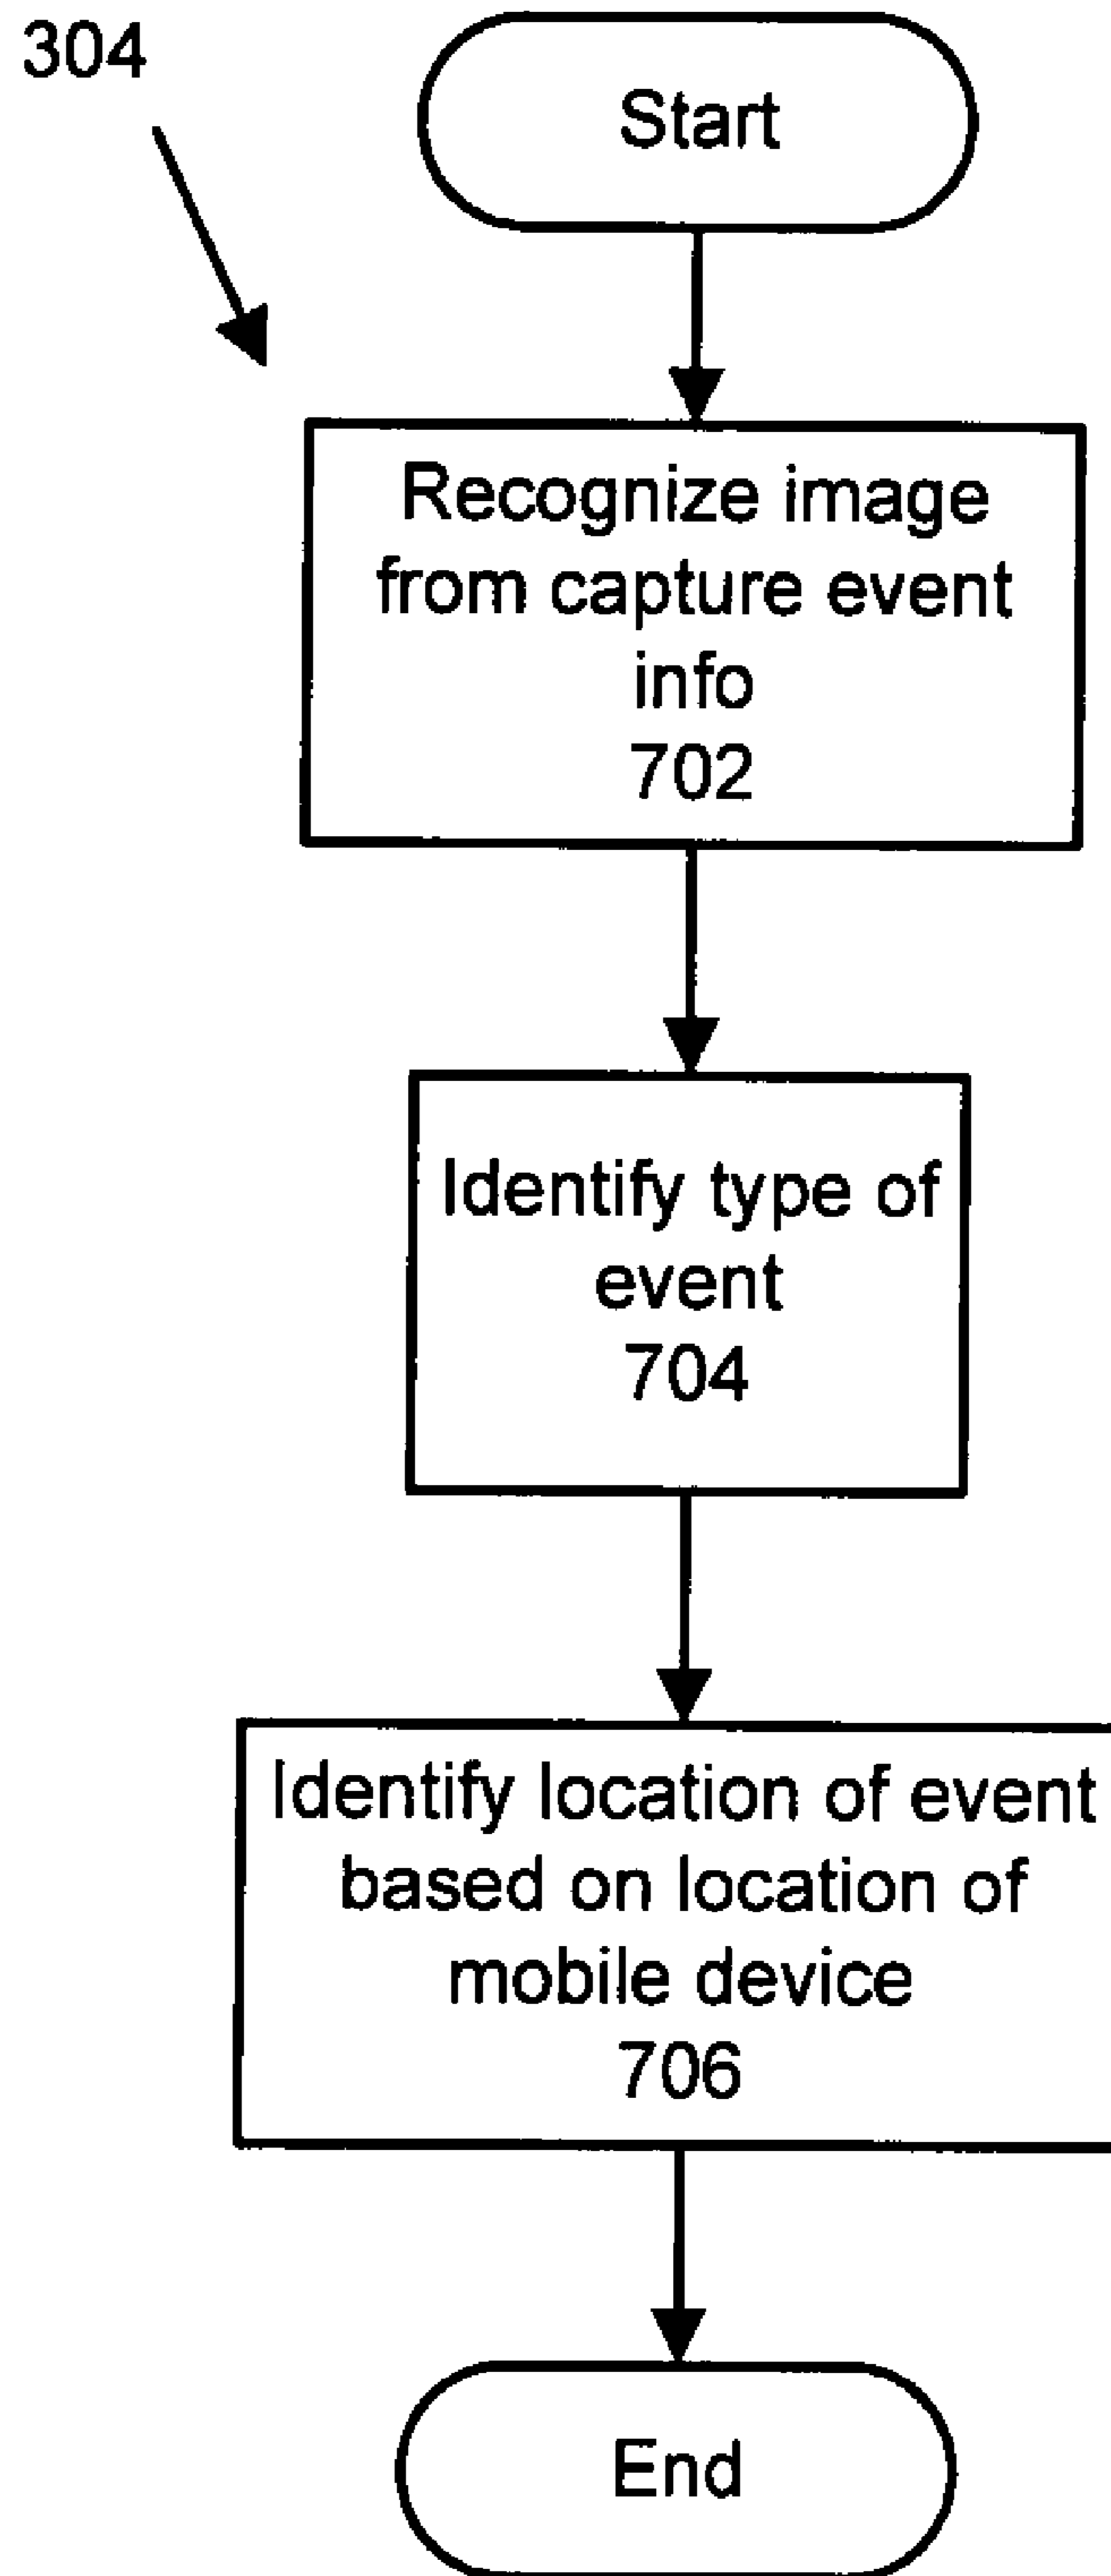 304
Start
Recognize image
from capture event
info
702
Identify type of
event
704
Identify location of event
based on location of
mobile device
706
End